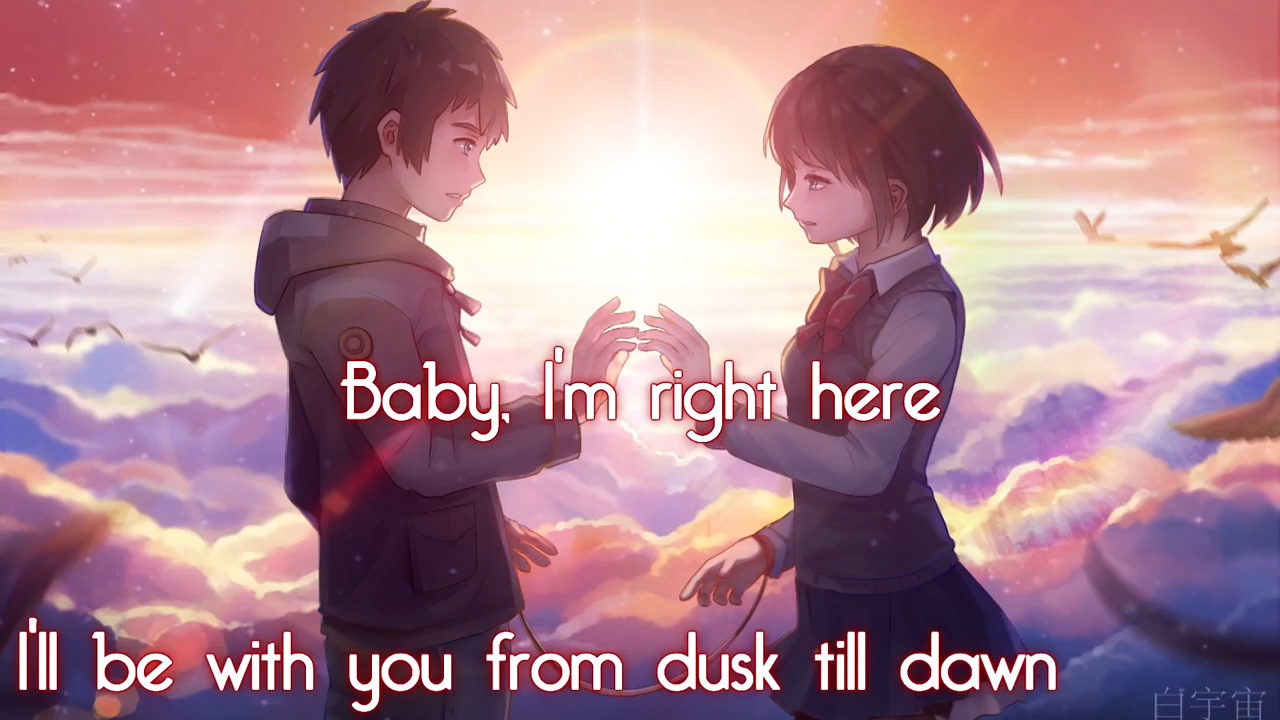 Baby, I'm right here
I'll be with you from dusk till dawn
白宇宙